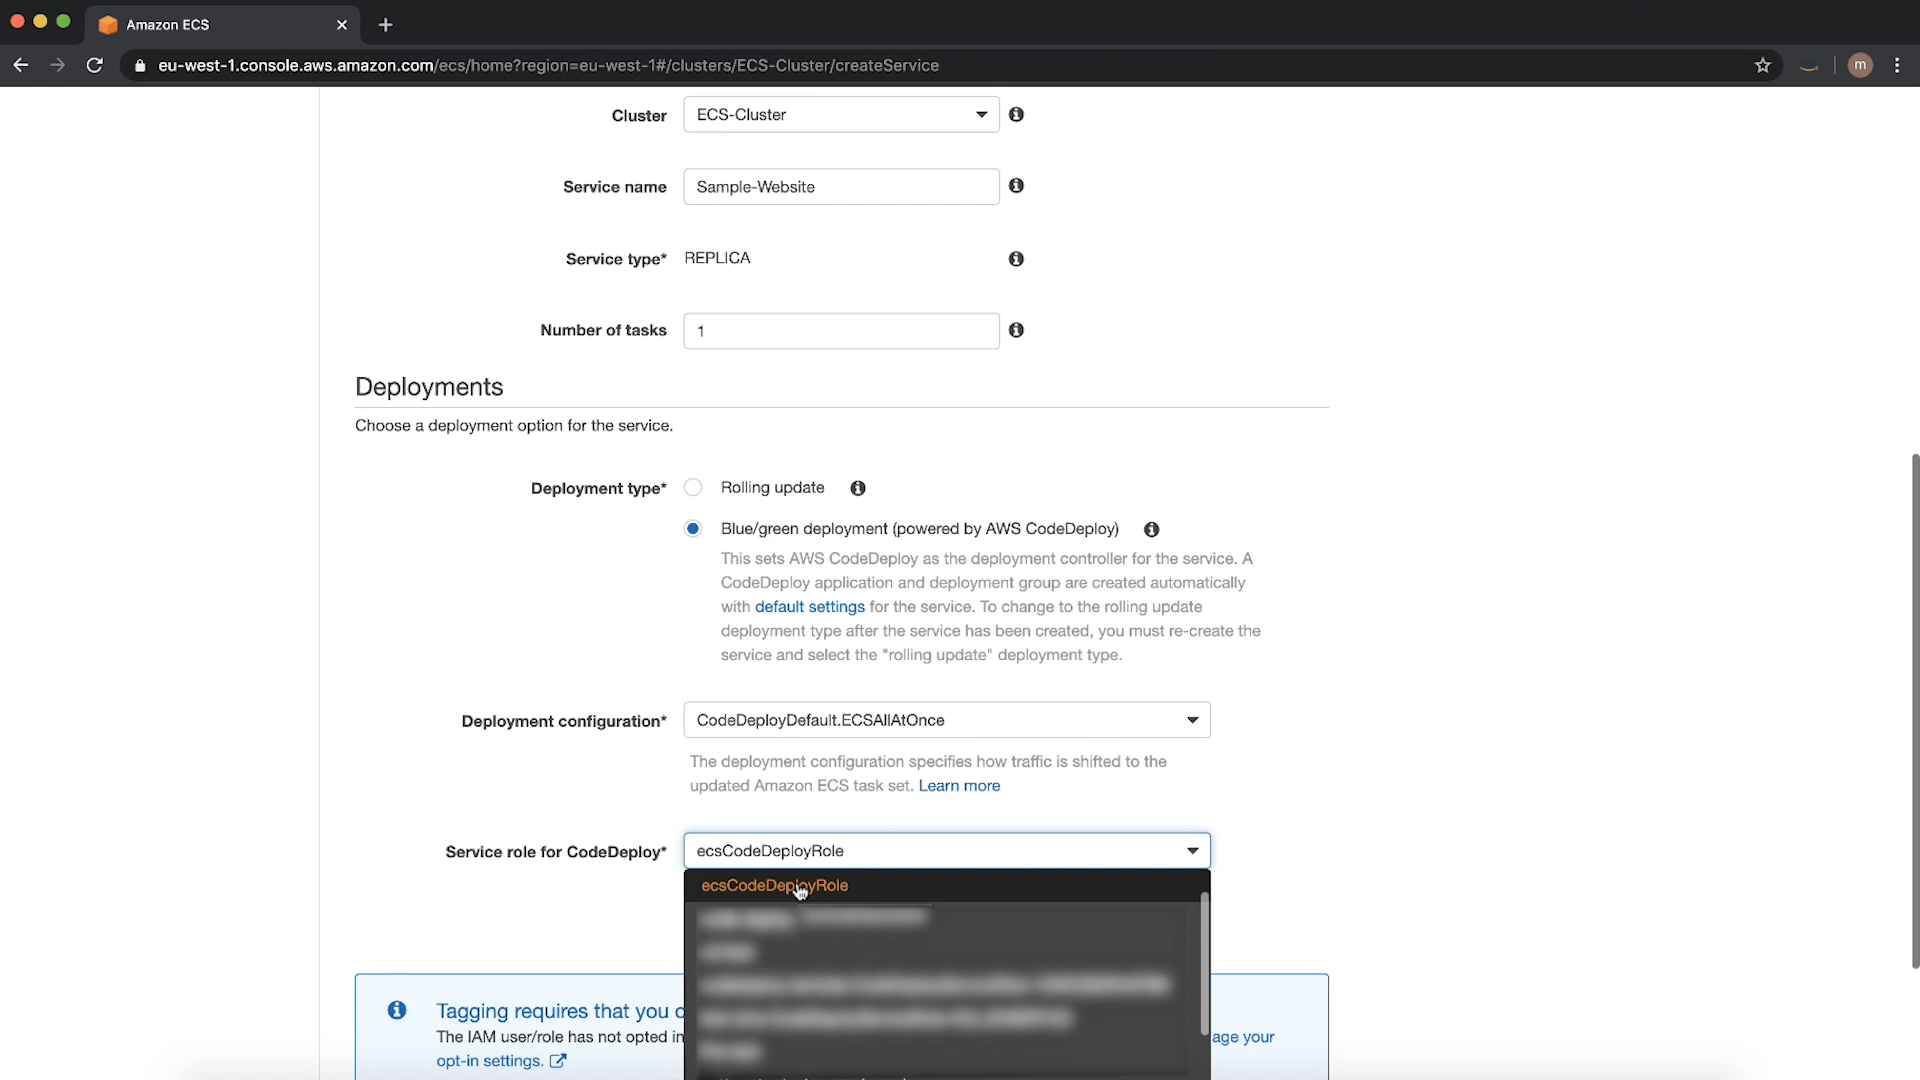 Amazon ECS
eu-west-1.console.aws.amazon.com/ecs/home?region=eu-west-1#/clusters/ECS-Cluster/createService
m
Cluster
ECS-Cluster
Service name
Sample-Website
Service type*
REPLICA
Number of tasks
1
Deployments
Choose a deployment option for the service.
Deployment type*
Rolling update
Blue/green deployment (powered by AWS CodeDeploy)
This sets AWS CodeDeploy as the deployment controller for the service. A
CodeDeploy application and deployment group are created automatically
with default settings for the service. To change to the rolling update
deployment type after the service has been created, you must re-create the
service and select the "rolling update" deployment type.
Deployment configuration*
CodeDeployDefault.ECSAllAtOnce
The deployment configuration specifies how traffic is shifted to the
updated Amazon ECS task set. Learn more
Service role for CodeDeploy*
ecsCodeDeployRole
ecsCodeDeployRole
Tagging requires that you
The IAM user/role has not opted in
your
opt-in settings.